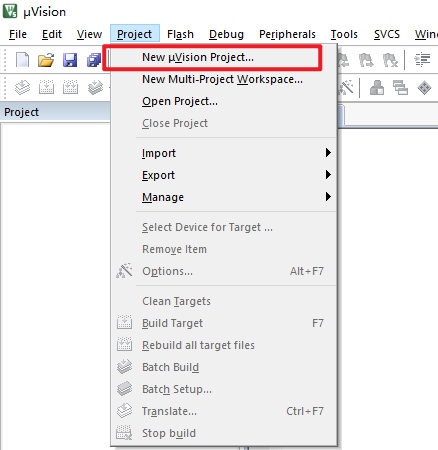 µVision
File Edit View Project Flash Debug Peripherals Tools SVCS
Project
New µVision Project...
New Multi-Project Workspace...
Open Project...
Close Project
Import
Export
Manage
Select Device for Target ...
Remove Item
Options... Alt+F7
Clean Targets
Build Target F7
Rebuild all target files
Batch Build
Batch Setup...
Translate... Ctrl+F7
Stop build